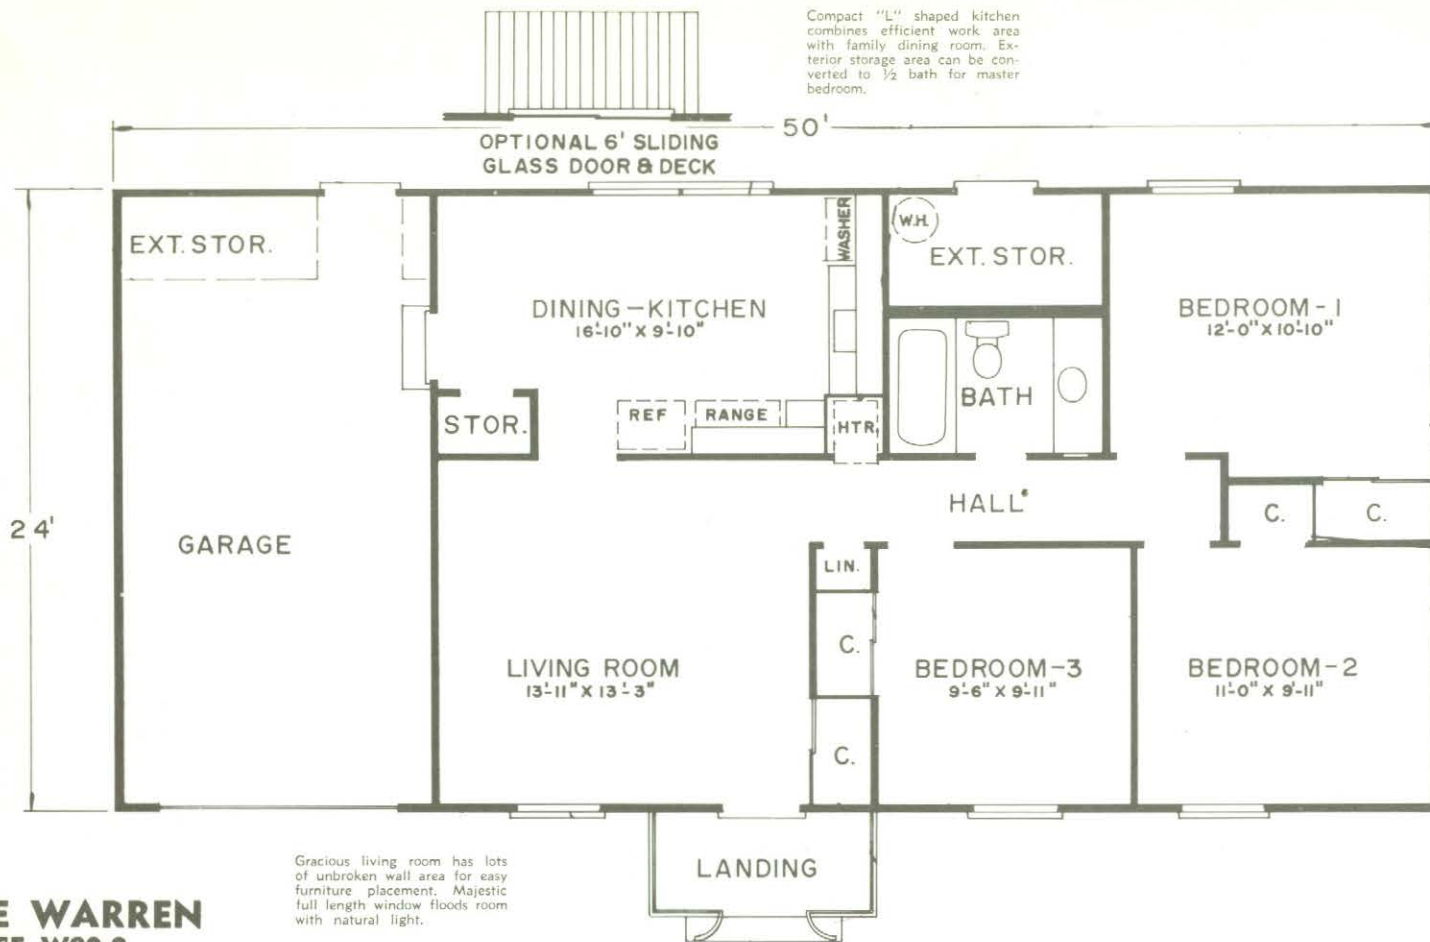 Compact "L" shaped kitchen
combines efficient work area
with family dining room. Ex-
terior storage area can be con-
verted to ½ bath for master
bedroom.
50'
OPTIONAL 6' SLIDING
GLASS DOOR & DECK
EXT. STOR.
WASHER
W.H.
EXT. STOR.
DINING-KITCHEN
16'-10" X 9'-10"
BEDROOM-1
12'-0" X 10'-10"
BATH
STOR.
REF
RANGE
HTR
24'
HALL
C.
C.
GARAGE
LIN.
C.
LIVING ROOM
13'-11" X 13'-3"
BEDROOM-3
9'-6" X 9'-11"
BEDROOM-2
11'-0" X 9'-11"
C.
LANDING
Gracious living room has lots
of unbroken wall area for easy
furniture placement. Majestic
full length window floods room
with natural light.
E WARREN